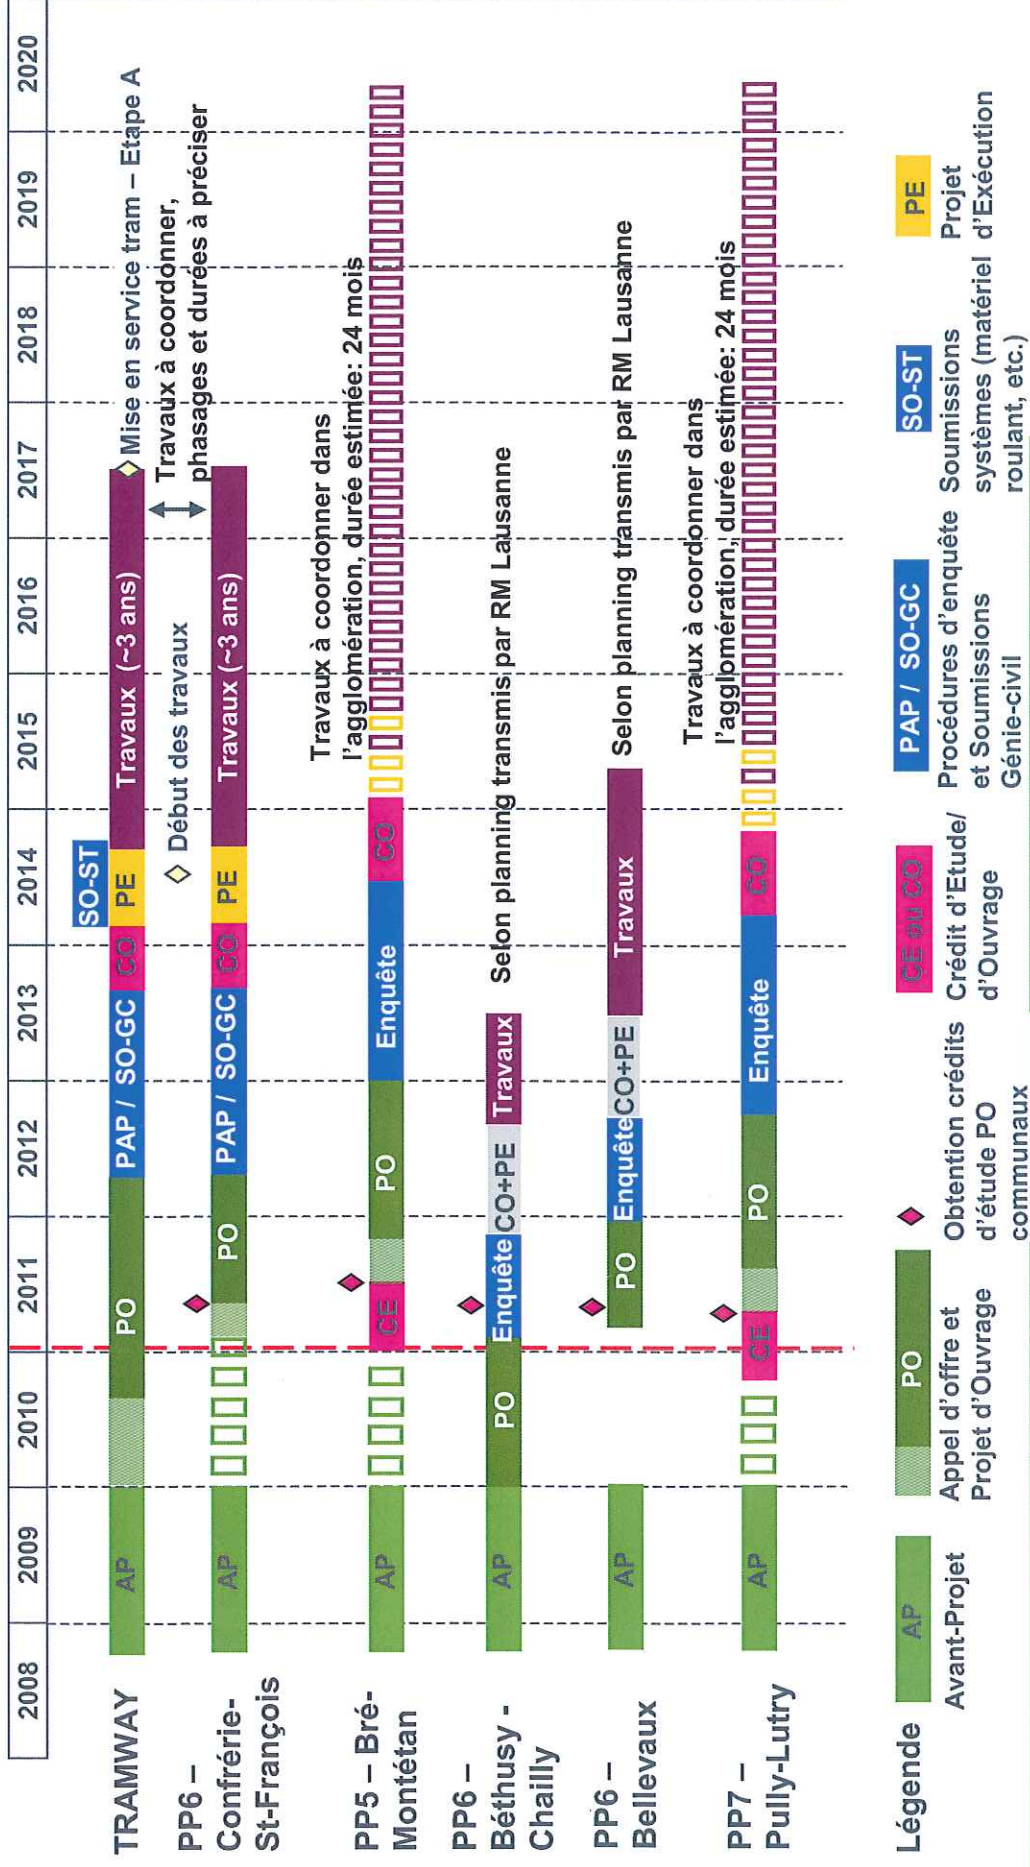 2008 2009 2010 2011 2012 2013 2014 2015 2016 2017 2018 2019 2020
TRAMWAY
AP
PO
PAP / SO-GC
CO
SO-ST
PE
Travaux (~3 ans)
Mise en service tram – Etape A
Début des travaux
Travaux à coordonner,
phasages et durées à préciser
PP6 –
Confrérie-
St-François
AP
PO
PAP / SO-GC
CO
PE
Travaux (~3 ans)
PP5 – Bré-
Montétan
AP
CE
PO
Enquête
CO
Travaux à coordonner dans
l'agglomération, durée estimée: 24 mois
PP6 –
Béthusy -
Chailly
AP
PO
Enquête
CO+PE
Travaux
Selon planning transmis par RM Lausanne
PP6 –
Bellevaux
AP
PO
Enquête
CO+PE
Travaux
Selon planning transmis par RM Lausanne
PP7 –
Pully-Lutry
AP
CE
PO
Enquête
CO
Travaux à coordonner dans
l'agglomération, durée estimée: 24 mois
Légende
AP
Avant-Projet
PO
Appel d'offre et
Projet d'Ouvrage
Obtention crédits
d'étude PO
communaux
CE ou CO
Crédit d'Etude/
d'Ouvrage
PAP / SO-GC
Procédures d'enquête
et Soumissions
Génie-civil
SO-ST
Soumissions
systèmes (matériel
roulant, etc.)
PE
Projet
d'Exécution